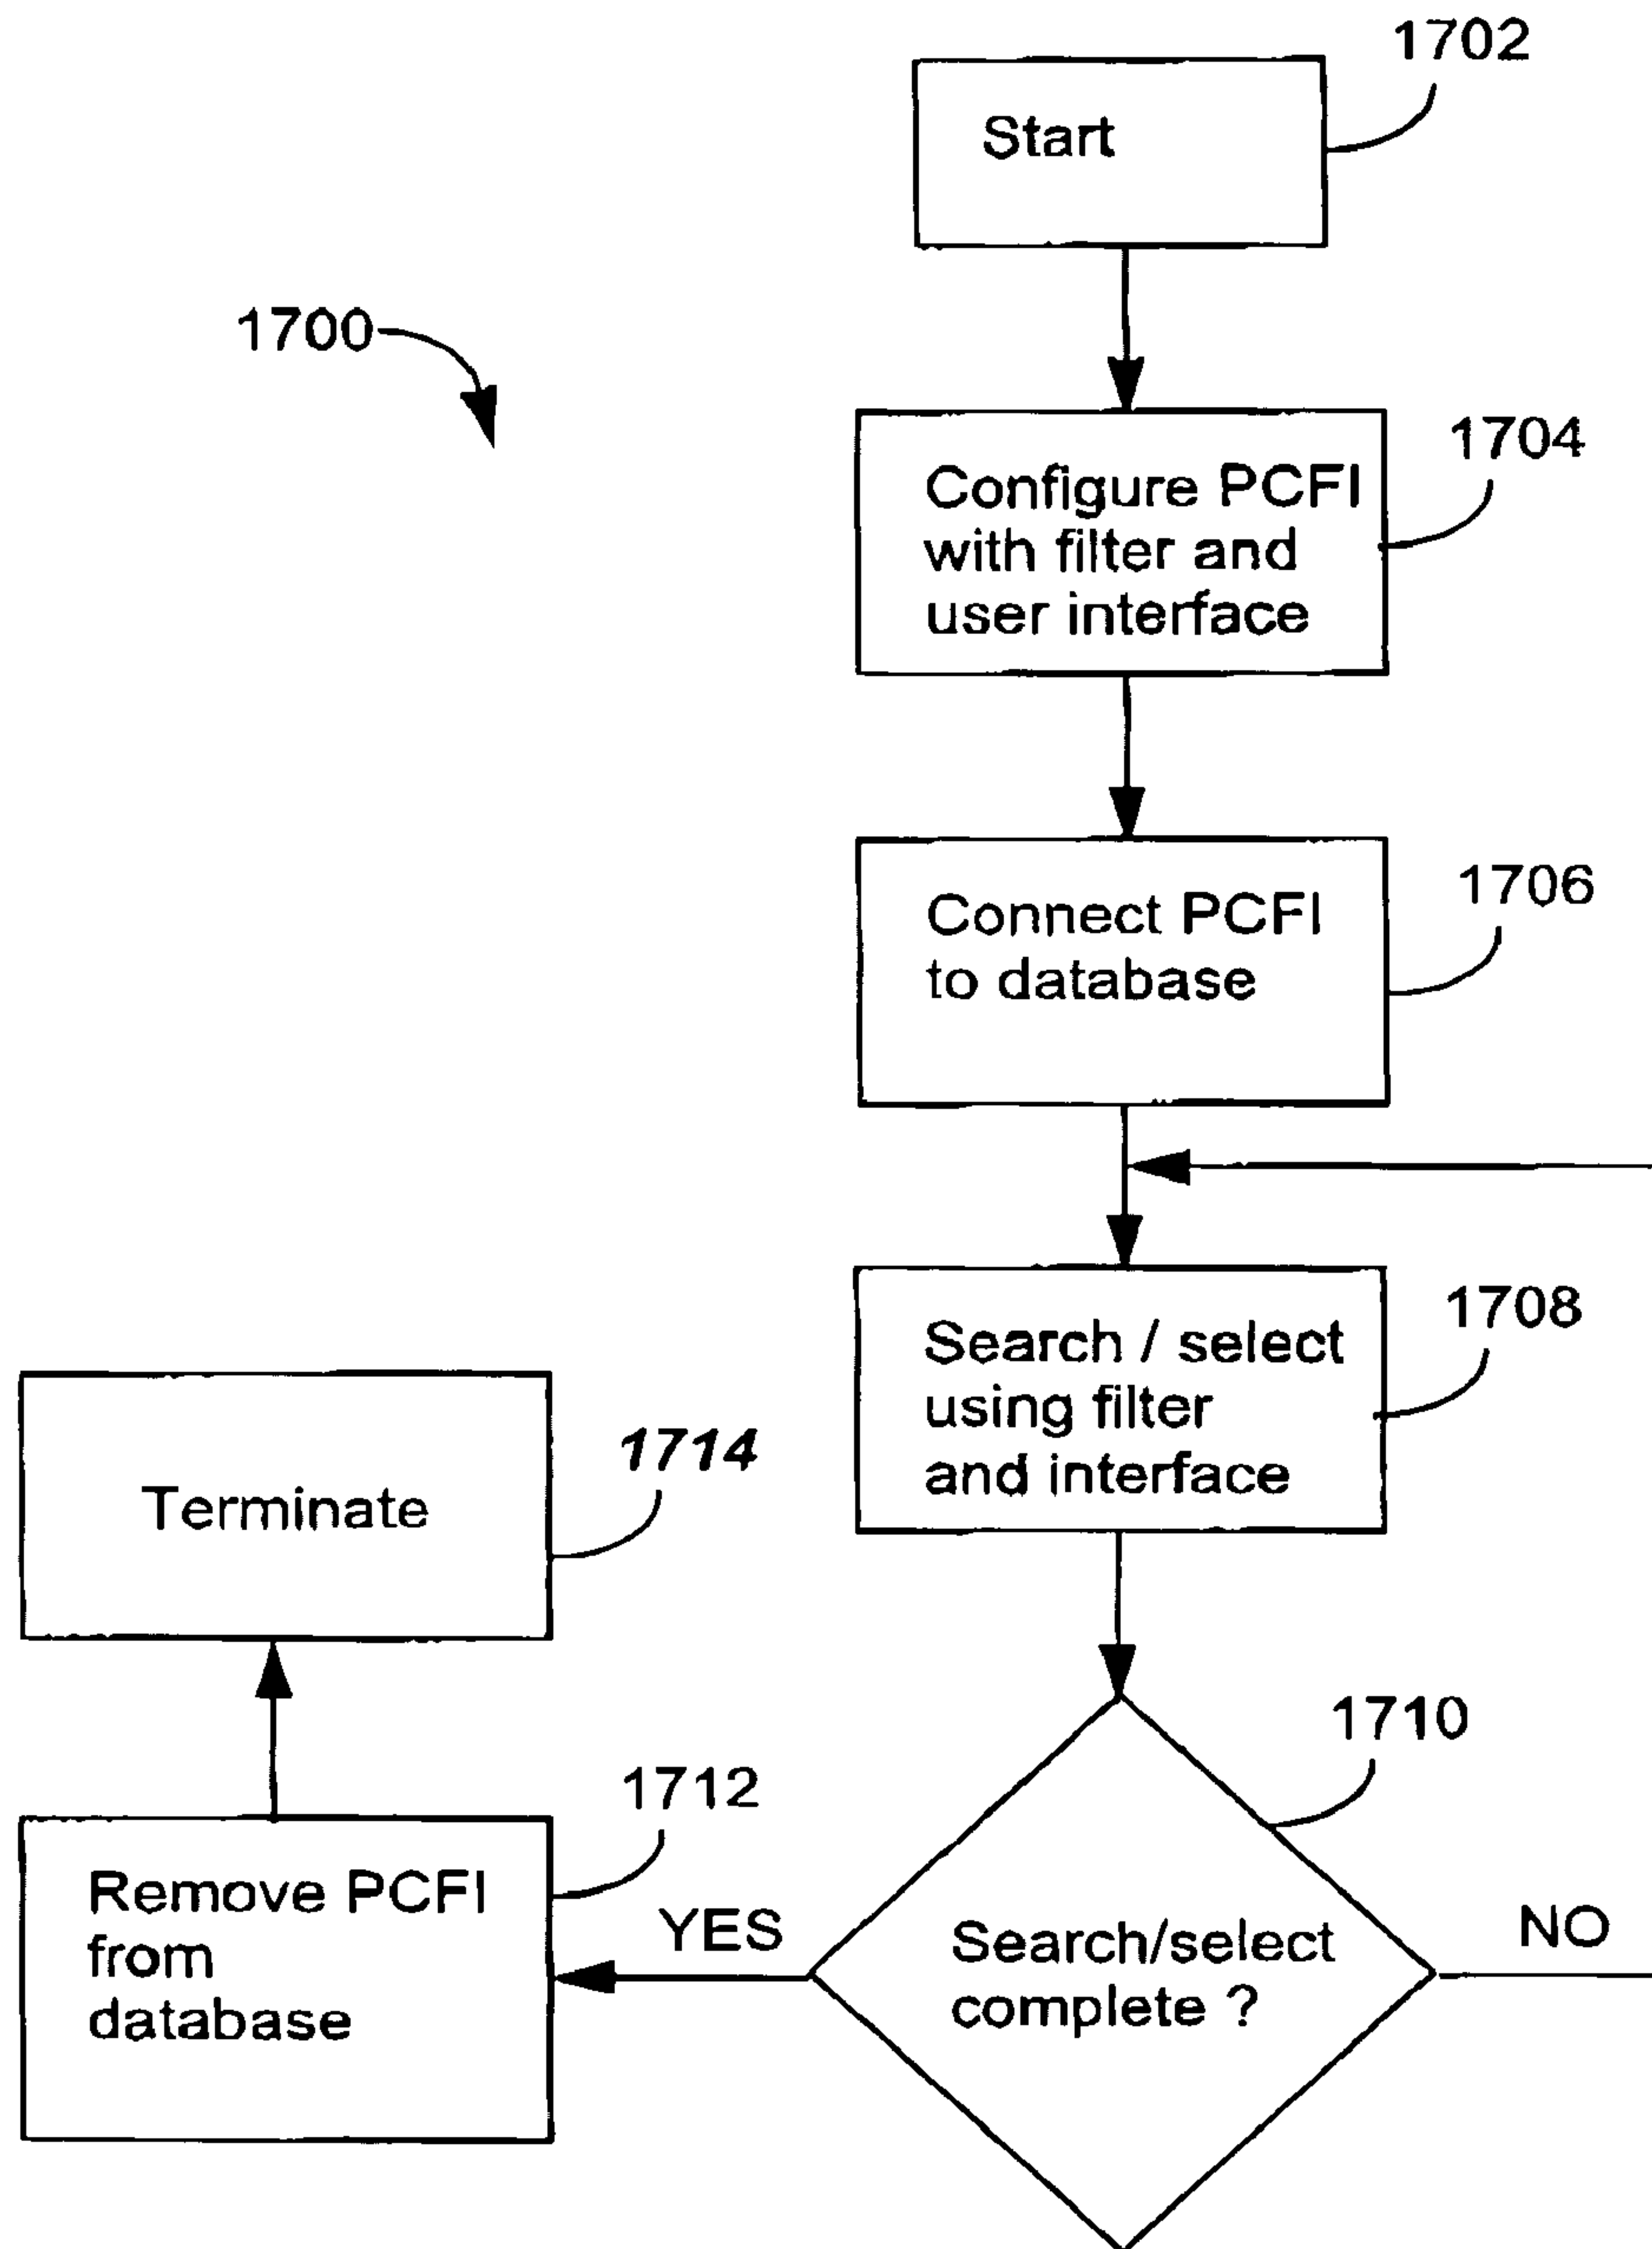 1702
Start
1700
1704
Configure PCFI
with filter and
user interface
1706
Connect PCFI
to database
1708
Search / select
using filter
and interface
1714
Terminate
1710
1712
Remove PCFI
from
database
YES
Search/select
complete ?
NO